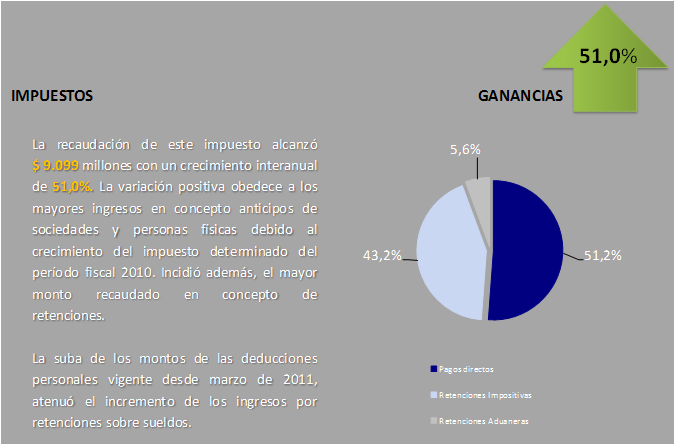 51,0%
IMPUESTOS
GANANCIAS
La recaudación de este impuesto alcanzó
$ 9.099 millones con un crecimiento interanual
de 51,0%. La variación positiva obedece a los
mayores ingresos en concepto anticipos de
sociedades y personas físicas debido al
crecimiento del impuesto determinado del
período fiscal 2010. Incidió además, el mayor
monto recaudado en concepto de
retenciones.
La suba de los montos de las deducciones
personales vigente desde marzo de 2011,
atenuó el incremento de los ingresos por
retenciones sobre sueldos.
5,6%
43,2%
51,2%
Pagos directos
Retenciones Impositivas
Retenciones Aduaneras